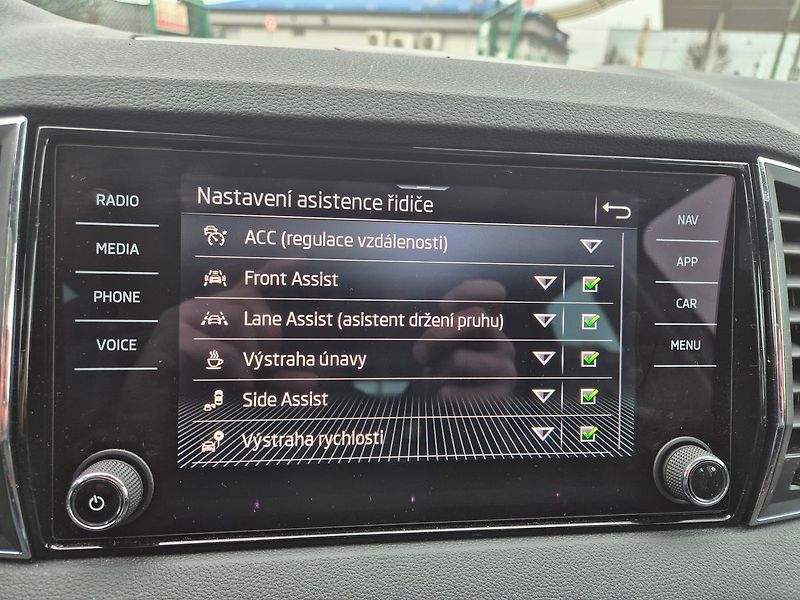 Nastavení asistence řidiče
RADIO
MEDIA
PHONE
VOICE
ACC (regulace vzdálenosti)
Front Assist
Lane Assist (asistent držení pruhu)
Výstraha únavy
Side Assist
Výstraha rychlosti
NAV
APP
CAR
MENU